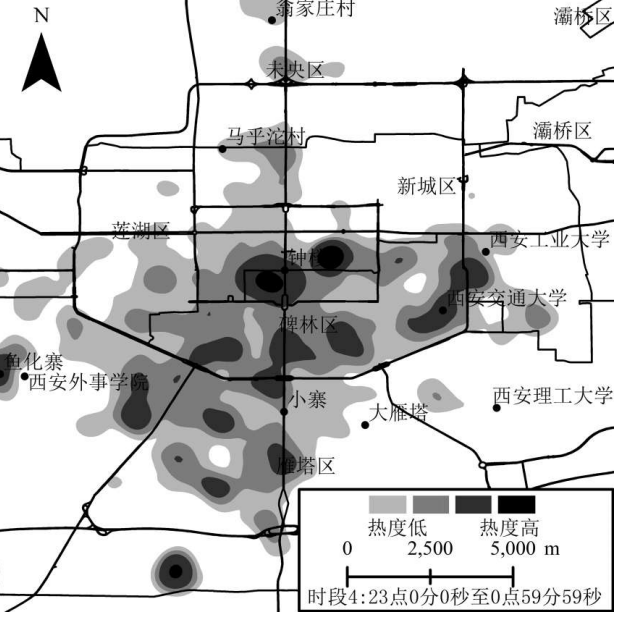 N
翁家庄村
灞桥区
未央区
马乎沱村
灞桥区
新城区
莲湖区
西安工业大学
钟楼
西安交通大学
碑林区
鱼化寨
西安外事学院
小寨
大雁塔
西安理工大学
雁塔区
热度低 热度高
0 2,500 5,000 m
时段4:23点0分0秒至0点59分59秒